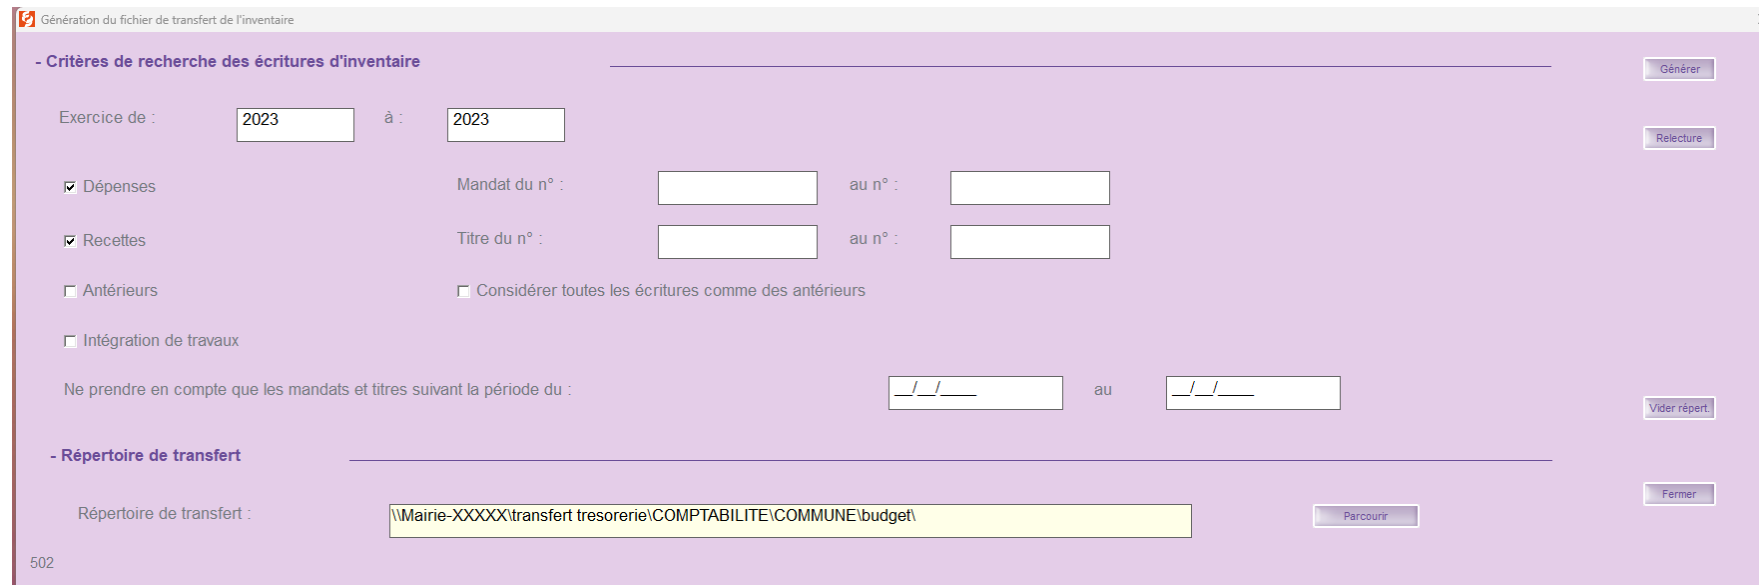 Génération du fichier de transfert de l'inventaire
- Critères de recherche des écritures d'inventaire
Générer
Exercice de : 2023 à : 2023
Relecture
Dépenses Mandat du n° : au n° :
Recettes Titre du n° : au n° :
Antérieurs Considérer toutes les écritures comme des antérieurs
Intégration de travaux
Ne prendre en compte que les mandats et titres suivant la période du : __/__/____ au __/__/____
Vider répert.
- Répertoire de transfert
Fermer
Répertoire de transfert : \\Mairie-XXXXX\transfert tresorerie\COMPTABILITE\COMMUNE\budget\ Parcourir
502